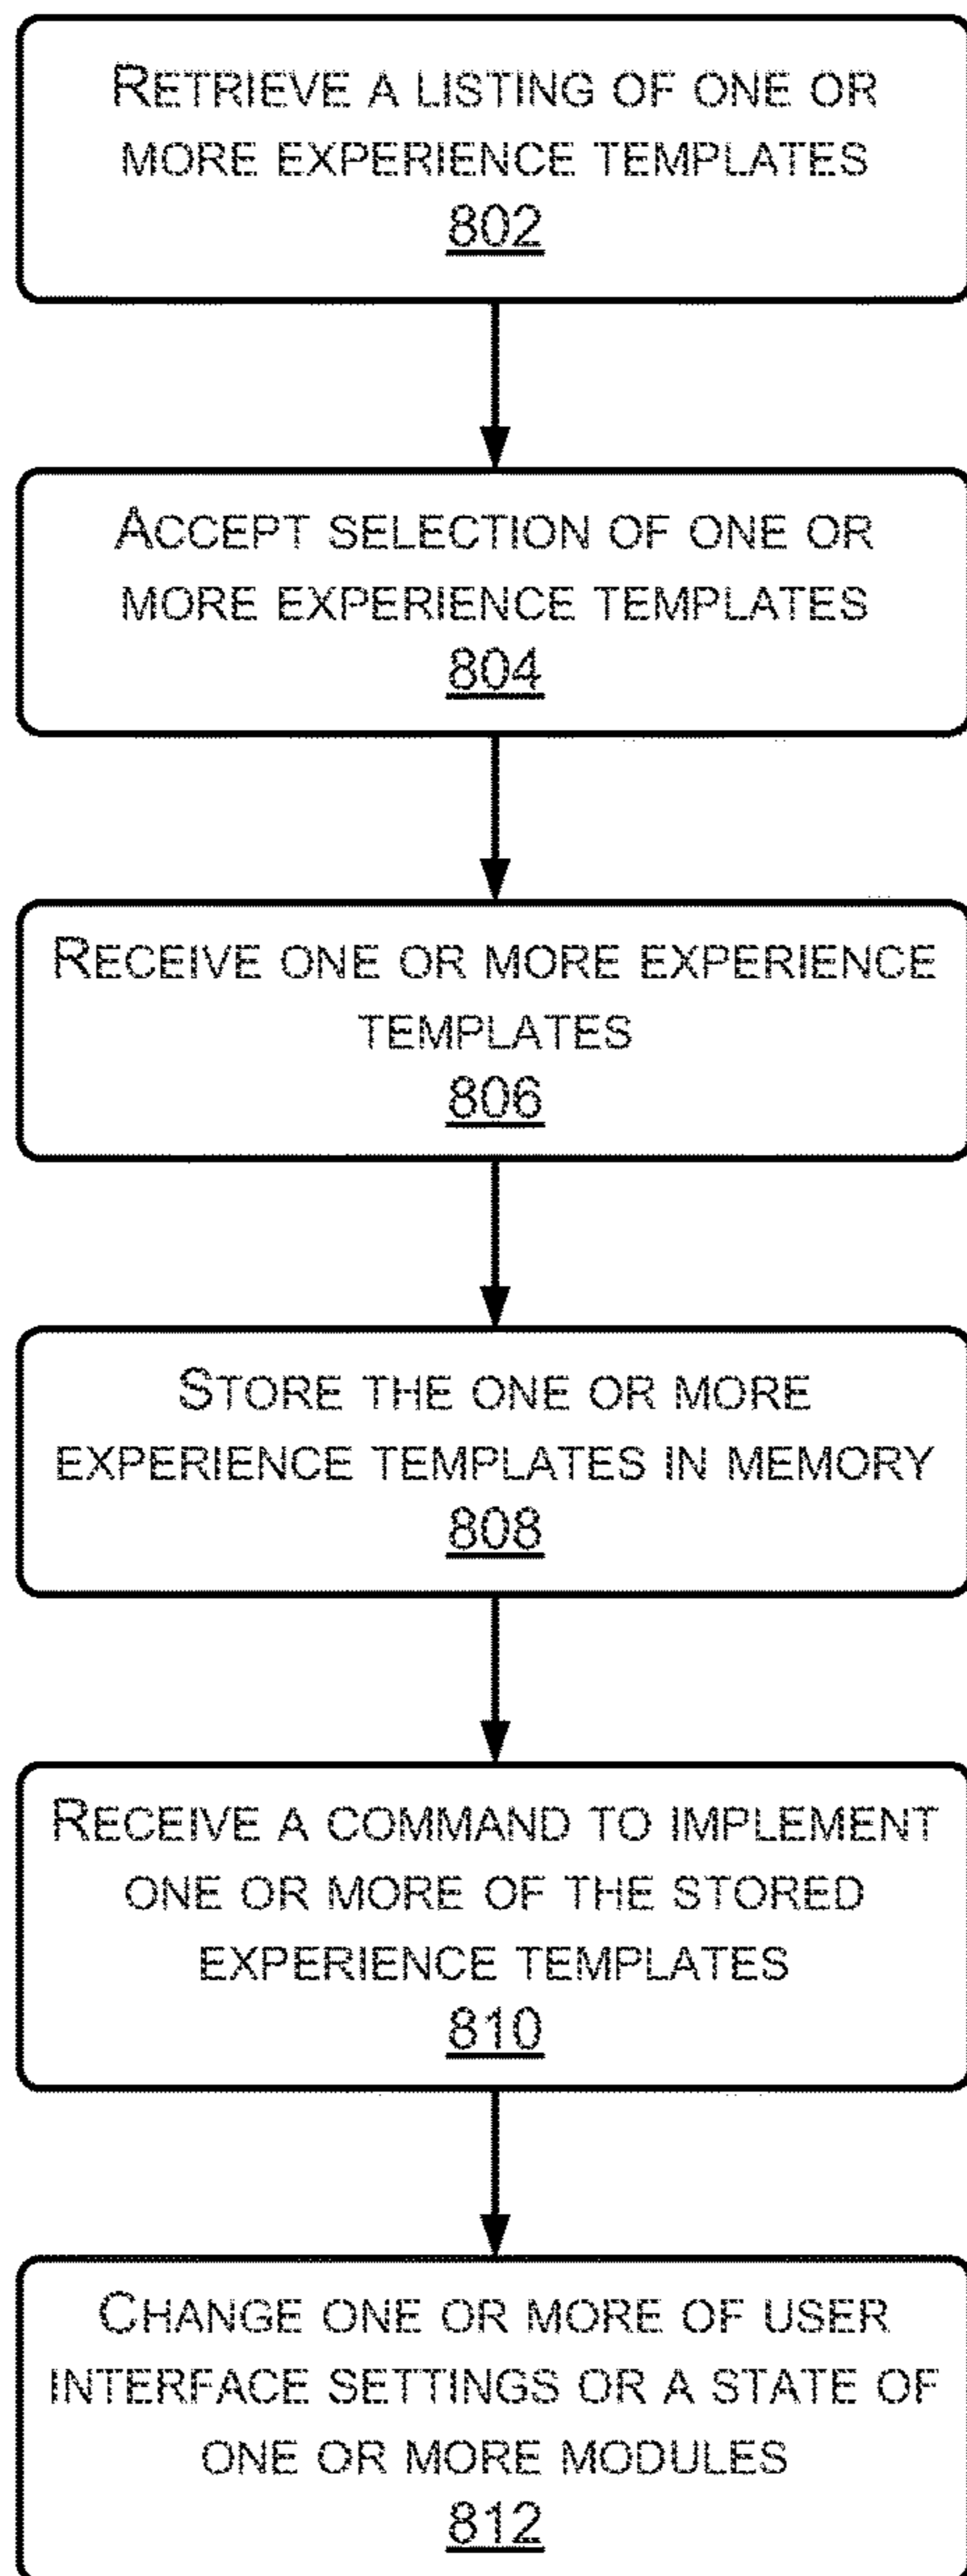 RETRIEVE A LISTING OF ONE OR
MORE EXPERIENCE TEMPLATES
802
ACCEPT SELECTION OF ONE OR
MORE EXPERIENCE TEMPLATES
804
RECEIVE ONE OR MORE EXPERIENCE
TEMPLATES
806
STORE THE ONE OR MORE
EXPERIENCE TEMPLATES IN MEMORY
808
RECEIVE A COMMAND TO IMPLEMENT
ONE OR MORE OF THE STORED
EXPERIENCE TEMPLATES
810
CHANGE ONE OR MORE OF USER
INTERFACE SETTINGS OR A STATE OF
ONE OR MORE MODULES
812